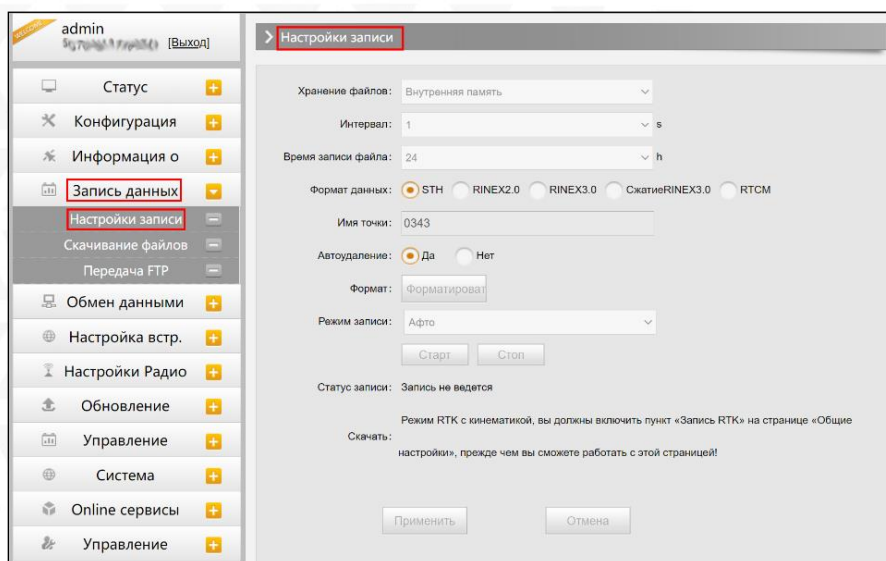 WELCOME
admin
[Выход]
Статус
Конфигурация
Информация о
Запись данных
Настройки записи
Скачивание файлов
Передача FTP
Обмен данными
Настройка встр.
Настройки Радио
Обновление
Управление
Система
Online сервисы
Управление
Настройки записи
Хранение файлов: Внутренняя память
Интервал: 1 s
Время записи файла: 24 h
Формат данных: STH RINEX2.0 RINEX3.0 СжатиеRINEX3.0 RTCM
Имя точки: 0343
Автоудаление: Да Нет
Формат: Форматироват
Режим записи: Афто
Старт Стоп
Статус записи: Запись не ведется
Скачать: Режим RTK с кинематикой, вы должны включить пункт «Запись RTK» на странице «Общие
настройки», прежде чем вы сможете работать с этой страницей!
Применить Отмена